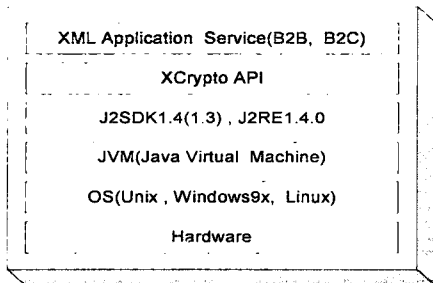 XML Application Service(B2B, B2C)
XCrypto API
J2SDK1.4(1.3) , J2RE1.4.0
JVM(Java Virtual Machine)
OS(Unix , Windows9x, Linux)
Hardware